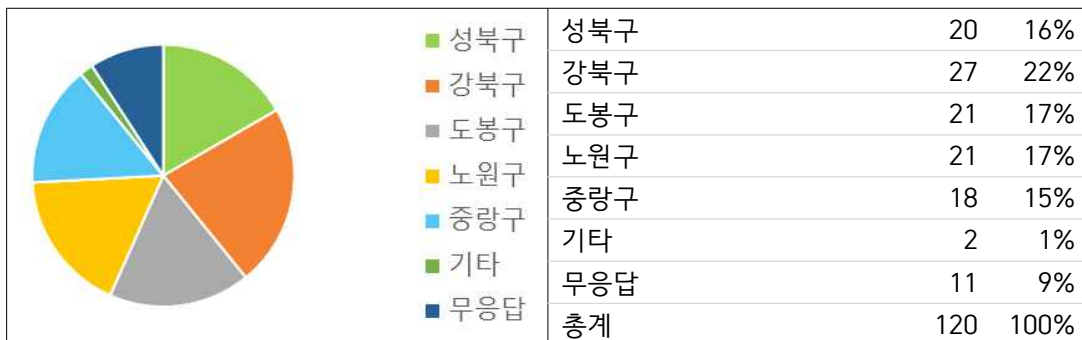 성북구
강북구
도봉구
노원구
중랑구
기타
무응답
성북구 20 16%
강북구 27 22%
도봉구 21 17%
노원구 21 17%
중랑구 18 15%
기타 2 1%
무응답 11 9%
총계 120 100%